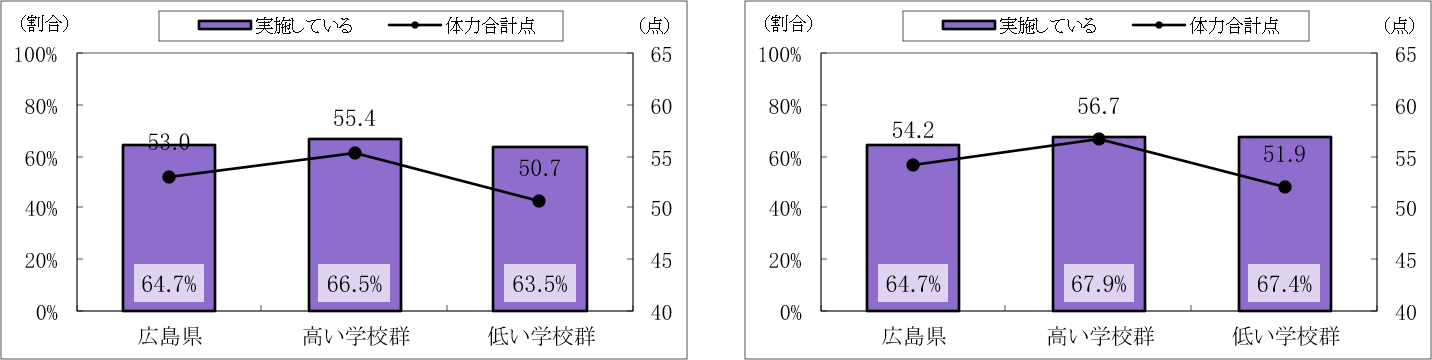 (割合) 実施している 体力合計点 (点)
100% 65
80% 60
60% 55
40% 50
20% 45
0% 40
53.0 55.4 50.7
64.7% 66.5% 63.5%
広島県 高い学校群 低い学校群
(割合) 実施している 体力合計点 (点)
100% 65
80% 60
60% 55
40% 50
20% 45
0% 40
54.2 56.7 51.9
64.7% 67.9% 67.4%
広島県 高い学校群 低い学校群